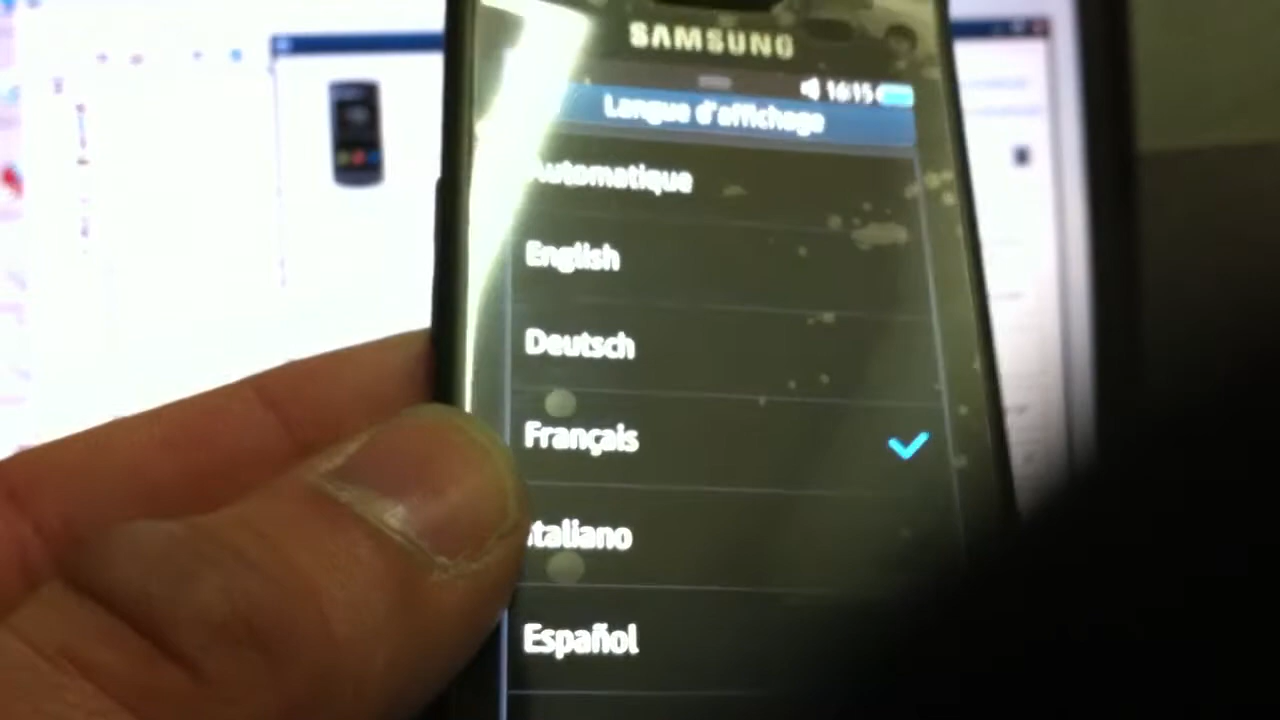 SAMSUNG
16:15
Langue d'affichage
Automatique
English
Deutsch
Français
Italiano
Español